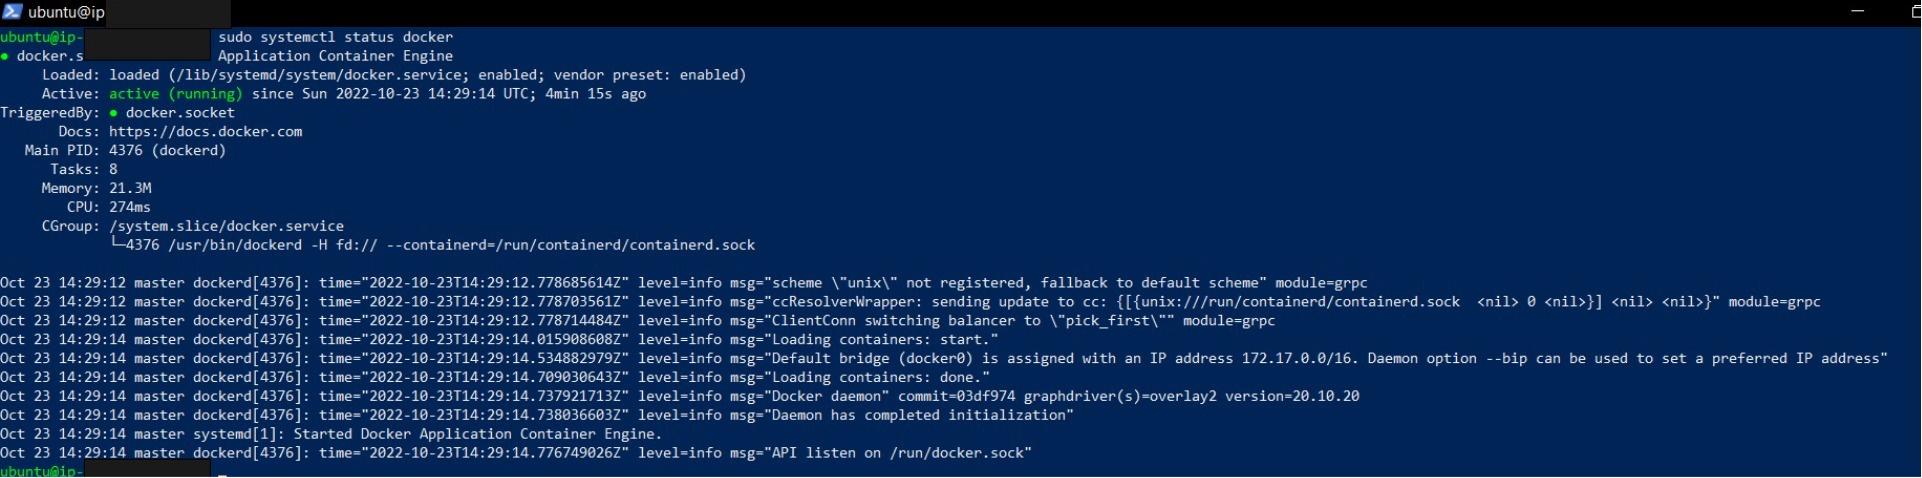 ubuntu@ip
ubuntu@ip- sudo systemctl status docker
● docker.s Application Container Engine
Loaded: loaded (/lib/systemd/system/docker.service; enabled; vendor preset: enabled)
Active: active (running) since Sun 2022-10-23 14:29:14 UTC; 4min 15s ago
TriggeredBy: ● docker.socket
Docs: https://docs.docker.com
Main PID: 4376 (dockerd)
Tasks: 8
Memory: 21.3M
CPU: 274ms
CGroup: /system.slice/docker.service
└─4376 /usr/bin/dockerd -H fd:// --containerd=/run/containerd/containerd.sock
Oct 23 14:29:12 master dockerd[4376]: time="2022-10-23T14:29:12.778685614Z" level=info msg="scheme \"unix\" not registered, fallback to default scheme" module=grpc
Oct 23 14:29:12 master dockerd[4376]: time="2022-10-23T14:29:12.778703561Z" level=info msg="ccResolverWrapper: sending update to cc: {[{unix:///run/containerd/containerd.sock  <nil> 0 <nil>}] <nil> <nil>}" module=grpc
Oct 23 14:29:12 master dockerd[4376]: time="2022-10-23T14:29:12.778714484Z" level=info msg="ClientConn switching balancer to \"pick_first\"" module=grpc
Oct 23 14:29:14 master dockerd[4376]: time="2022-10-23T14:29:14.015908608Z" level=info msg="Loading containers: start."
Oct 23 14:29:14 master dockerd[4376]: time="2022-10-23T14:29:14.534882979Z" level=info msg="Default bridge (docker0) is assigned with an IP address 172.17.0.0/16. Daemon option --bip can be used to set a preferred IP address"
Oct 23 14:29:14 master dockerd[4376]: time="2022-10-23T14:29:14.709030643Z" level=info msg="Loading containers: done."
Oct 23 14:29:14 master dockerd[4376]: time="2022-10-23T14:29:14.737921713Z" level=info msg="Docker daemon" commit=03df974 graphdriver(s)=overlay2 version=20.10.20
Oct 23 14:29:14 master dockerd[4376]: time="2022-10-23T14:29:14.738036603Z" level=info msg="Daemon has completed initialization"
Oct 23 14:29:14 master systemd[1]: Started Docker Application Container Engine.
Oct 23 14:29:14 master dockerd[4376]: time="2022-10-23T14:29:14.776749026Z" level=info msg="API listen on /run/docker.sock"
ubuntu@ip-